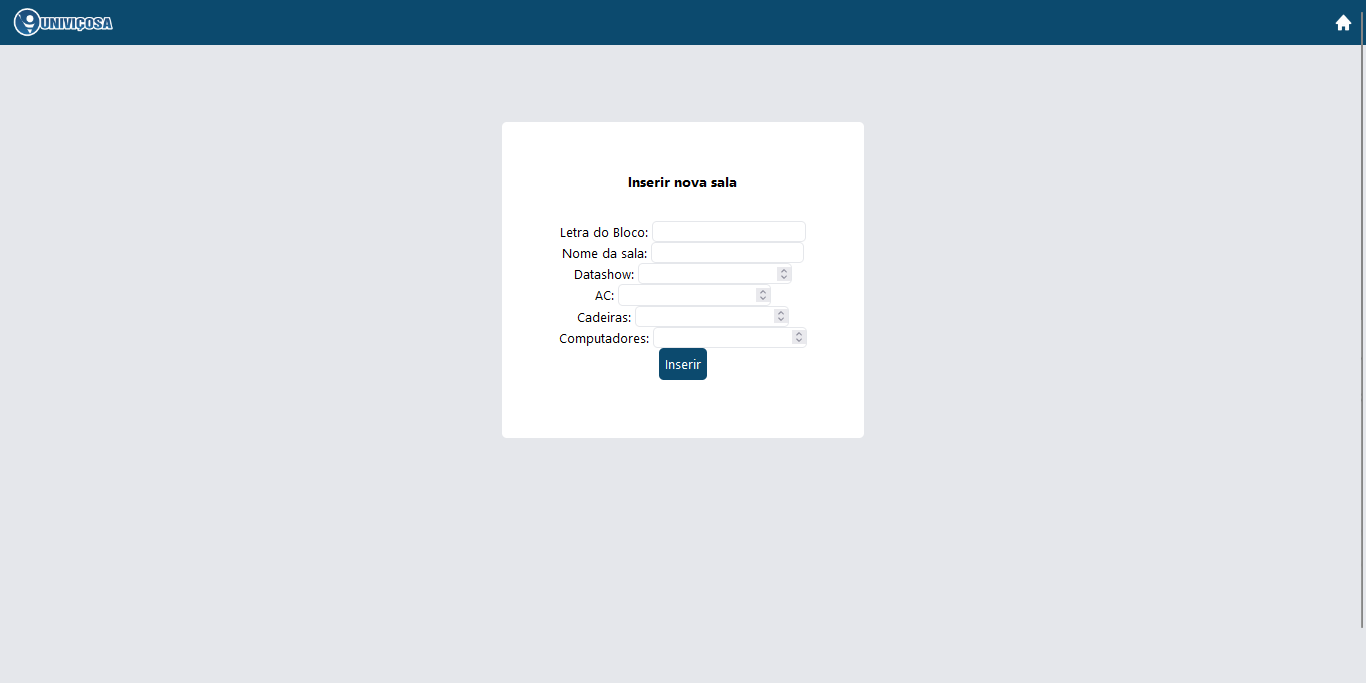 UNIVIÇOSA
Inserir nova sala
Letra do Bloco:
Nome da sala:
Datashow:
AC:
Cadeiras:
Computadores:
Inserir